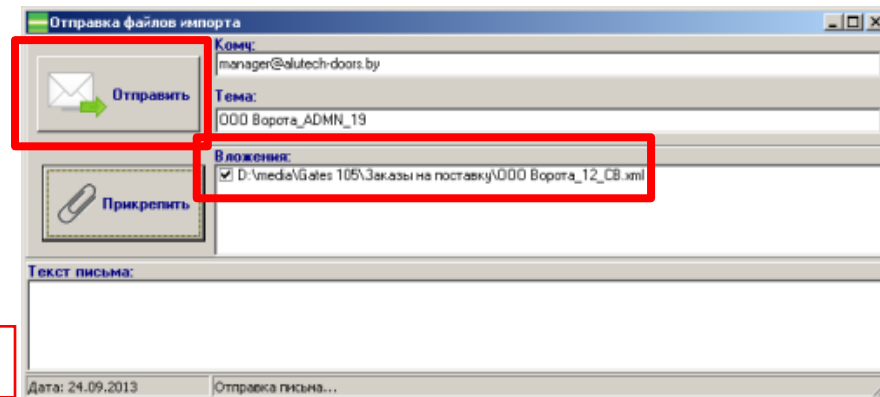 Отправка файлов импорта
Кому:
manager@alutech-doors.by
Отправить
Тема:
ООО Ворота_ADMN_19
Вложения:
D:\media\Gates 105\Заказы на поставку\ООО Ворота_12_СВ.xml
Прикрепить
Текст письма:
Дата: 24.09.2013
Отправка письма...